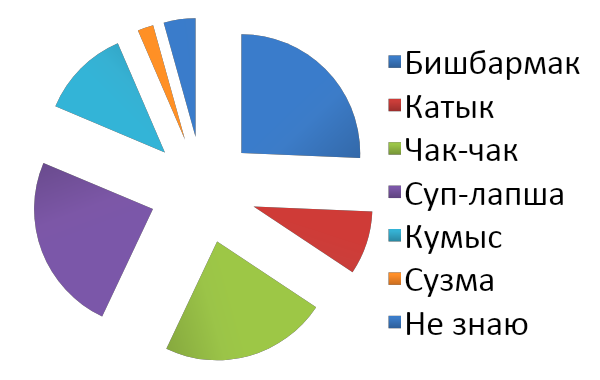 Бишбармак
Катык
Чак-чак
Суп-лапша
Кумыс
Сузма
Не знаю